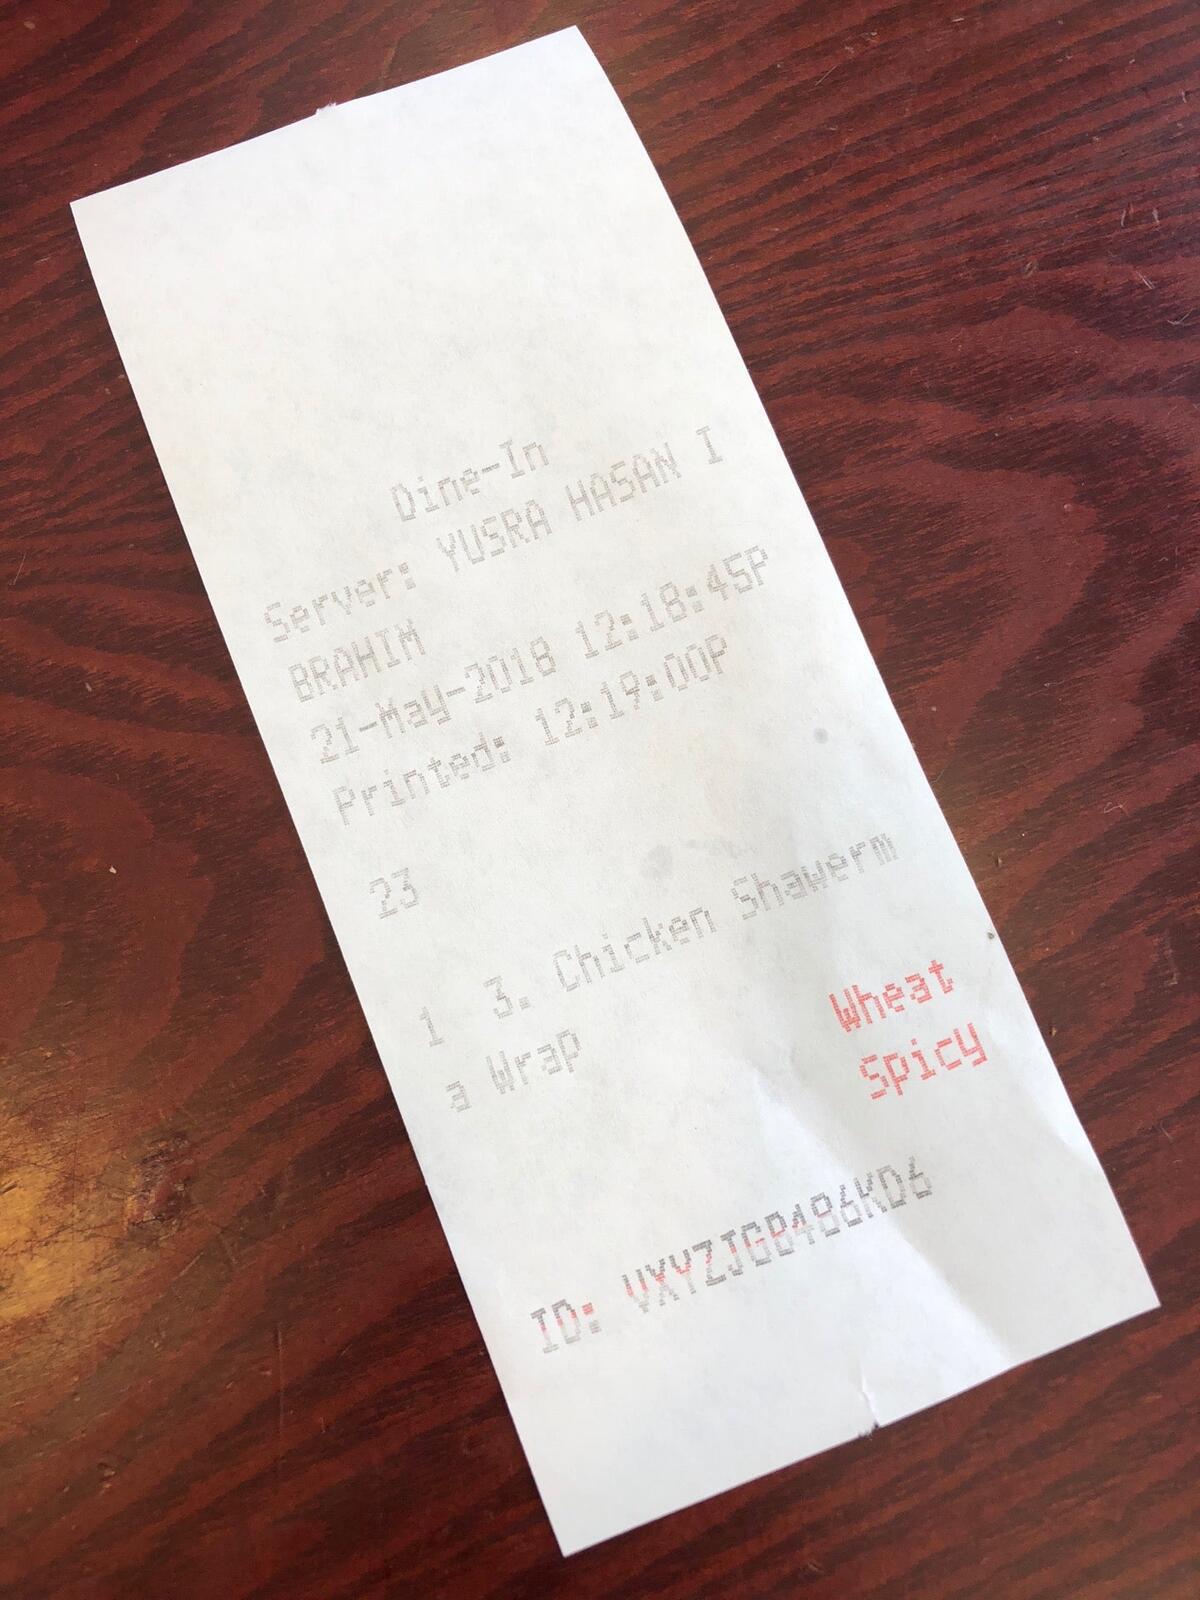 Dine-In
Server: YUSRA HASAN I
BRAHIM
21-May-2018 12:18:45P
Printed: 12:19:00P
23
1 3. Chicken Shawerm
a Wrap
Wheat
Spicy
ID: VXYZJGB486KD6